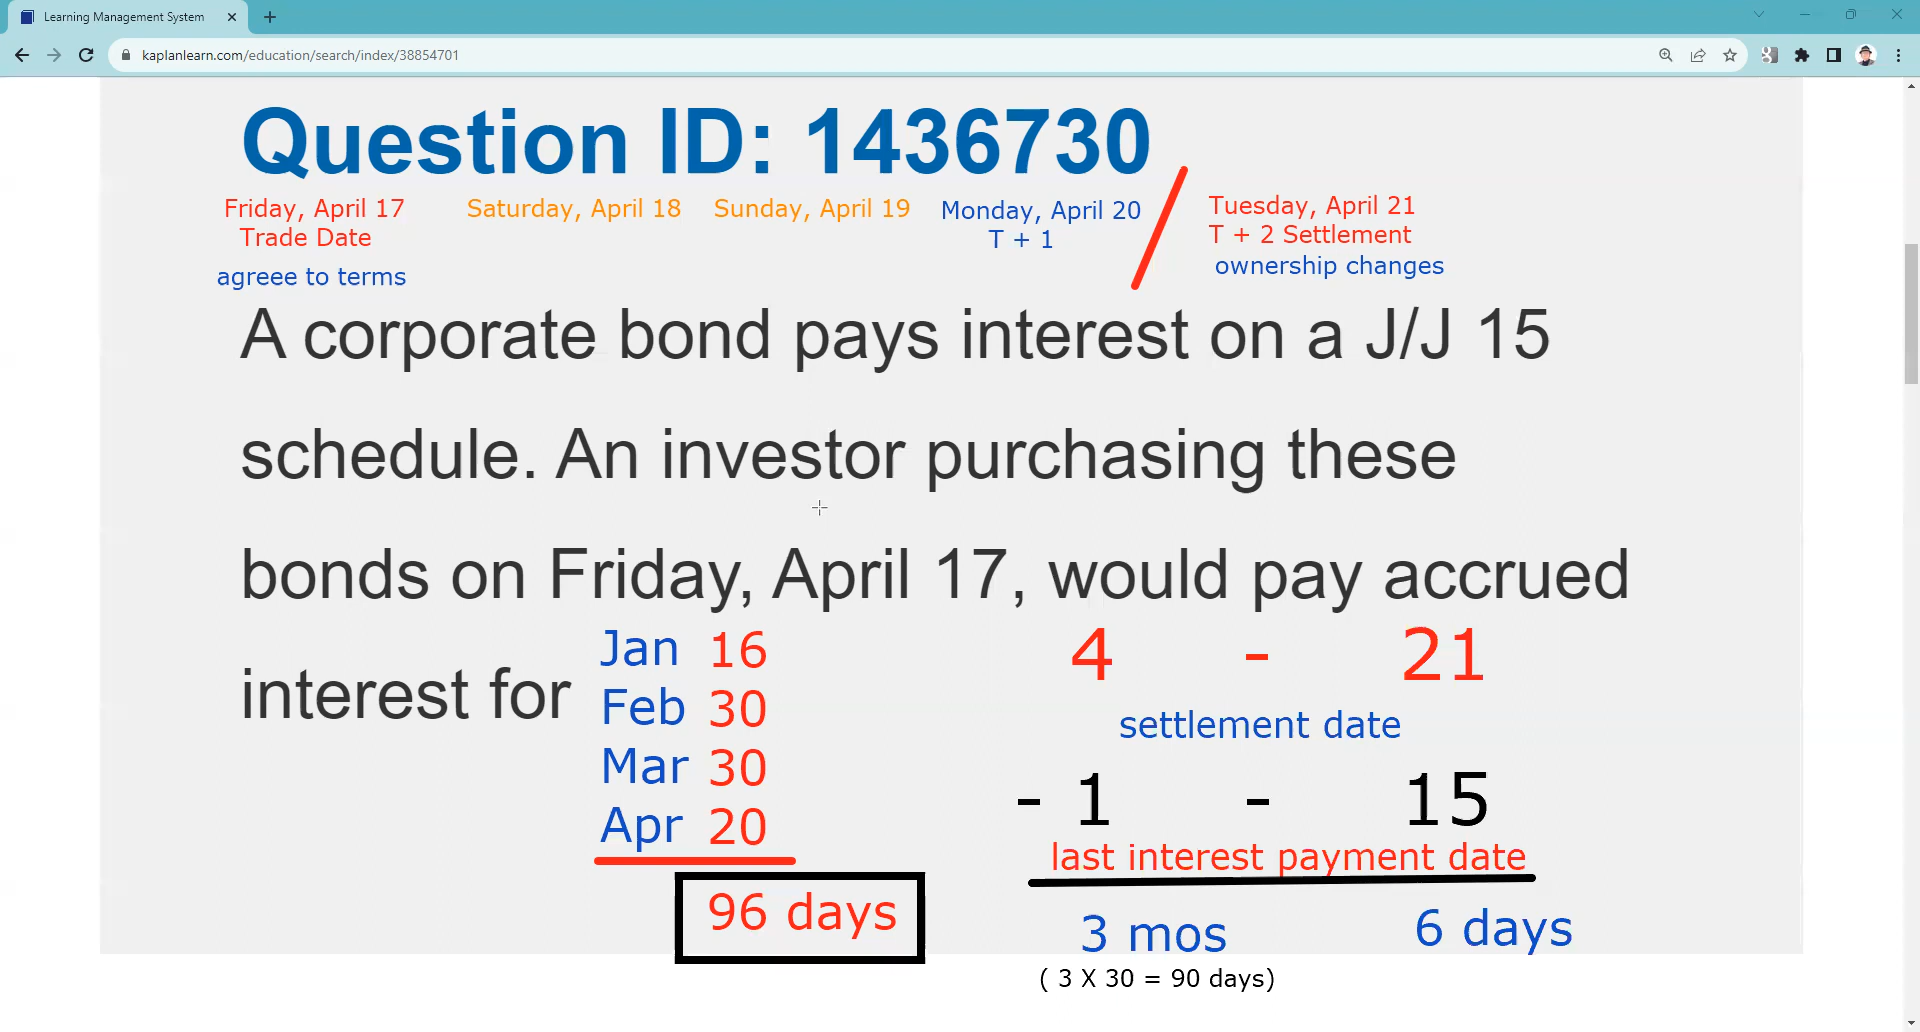 Learning Management System
kaplanlearn.com/education/search/index/38854701
Question ID: 1436730
Friday, April 17
Trade Date
agreee to terms
Saturday, April 18
Sunday, April 19
Monday, April 20
T + 1
Tuesday, April 21
T + 2 Settlement
ownership changes
A corporate bond pays interest on a J/J 15
schedule. An investor purchasing these
bonds on Friday, April 17, would pay accrued
interest for
Jan 16
Feb 30
Mar 30
Apr 20
96 days
4 - 21
settlement date
- 1 - 15
last interest payment date
3 mos 6 days
( 3 X 30 = 90 days)